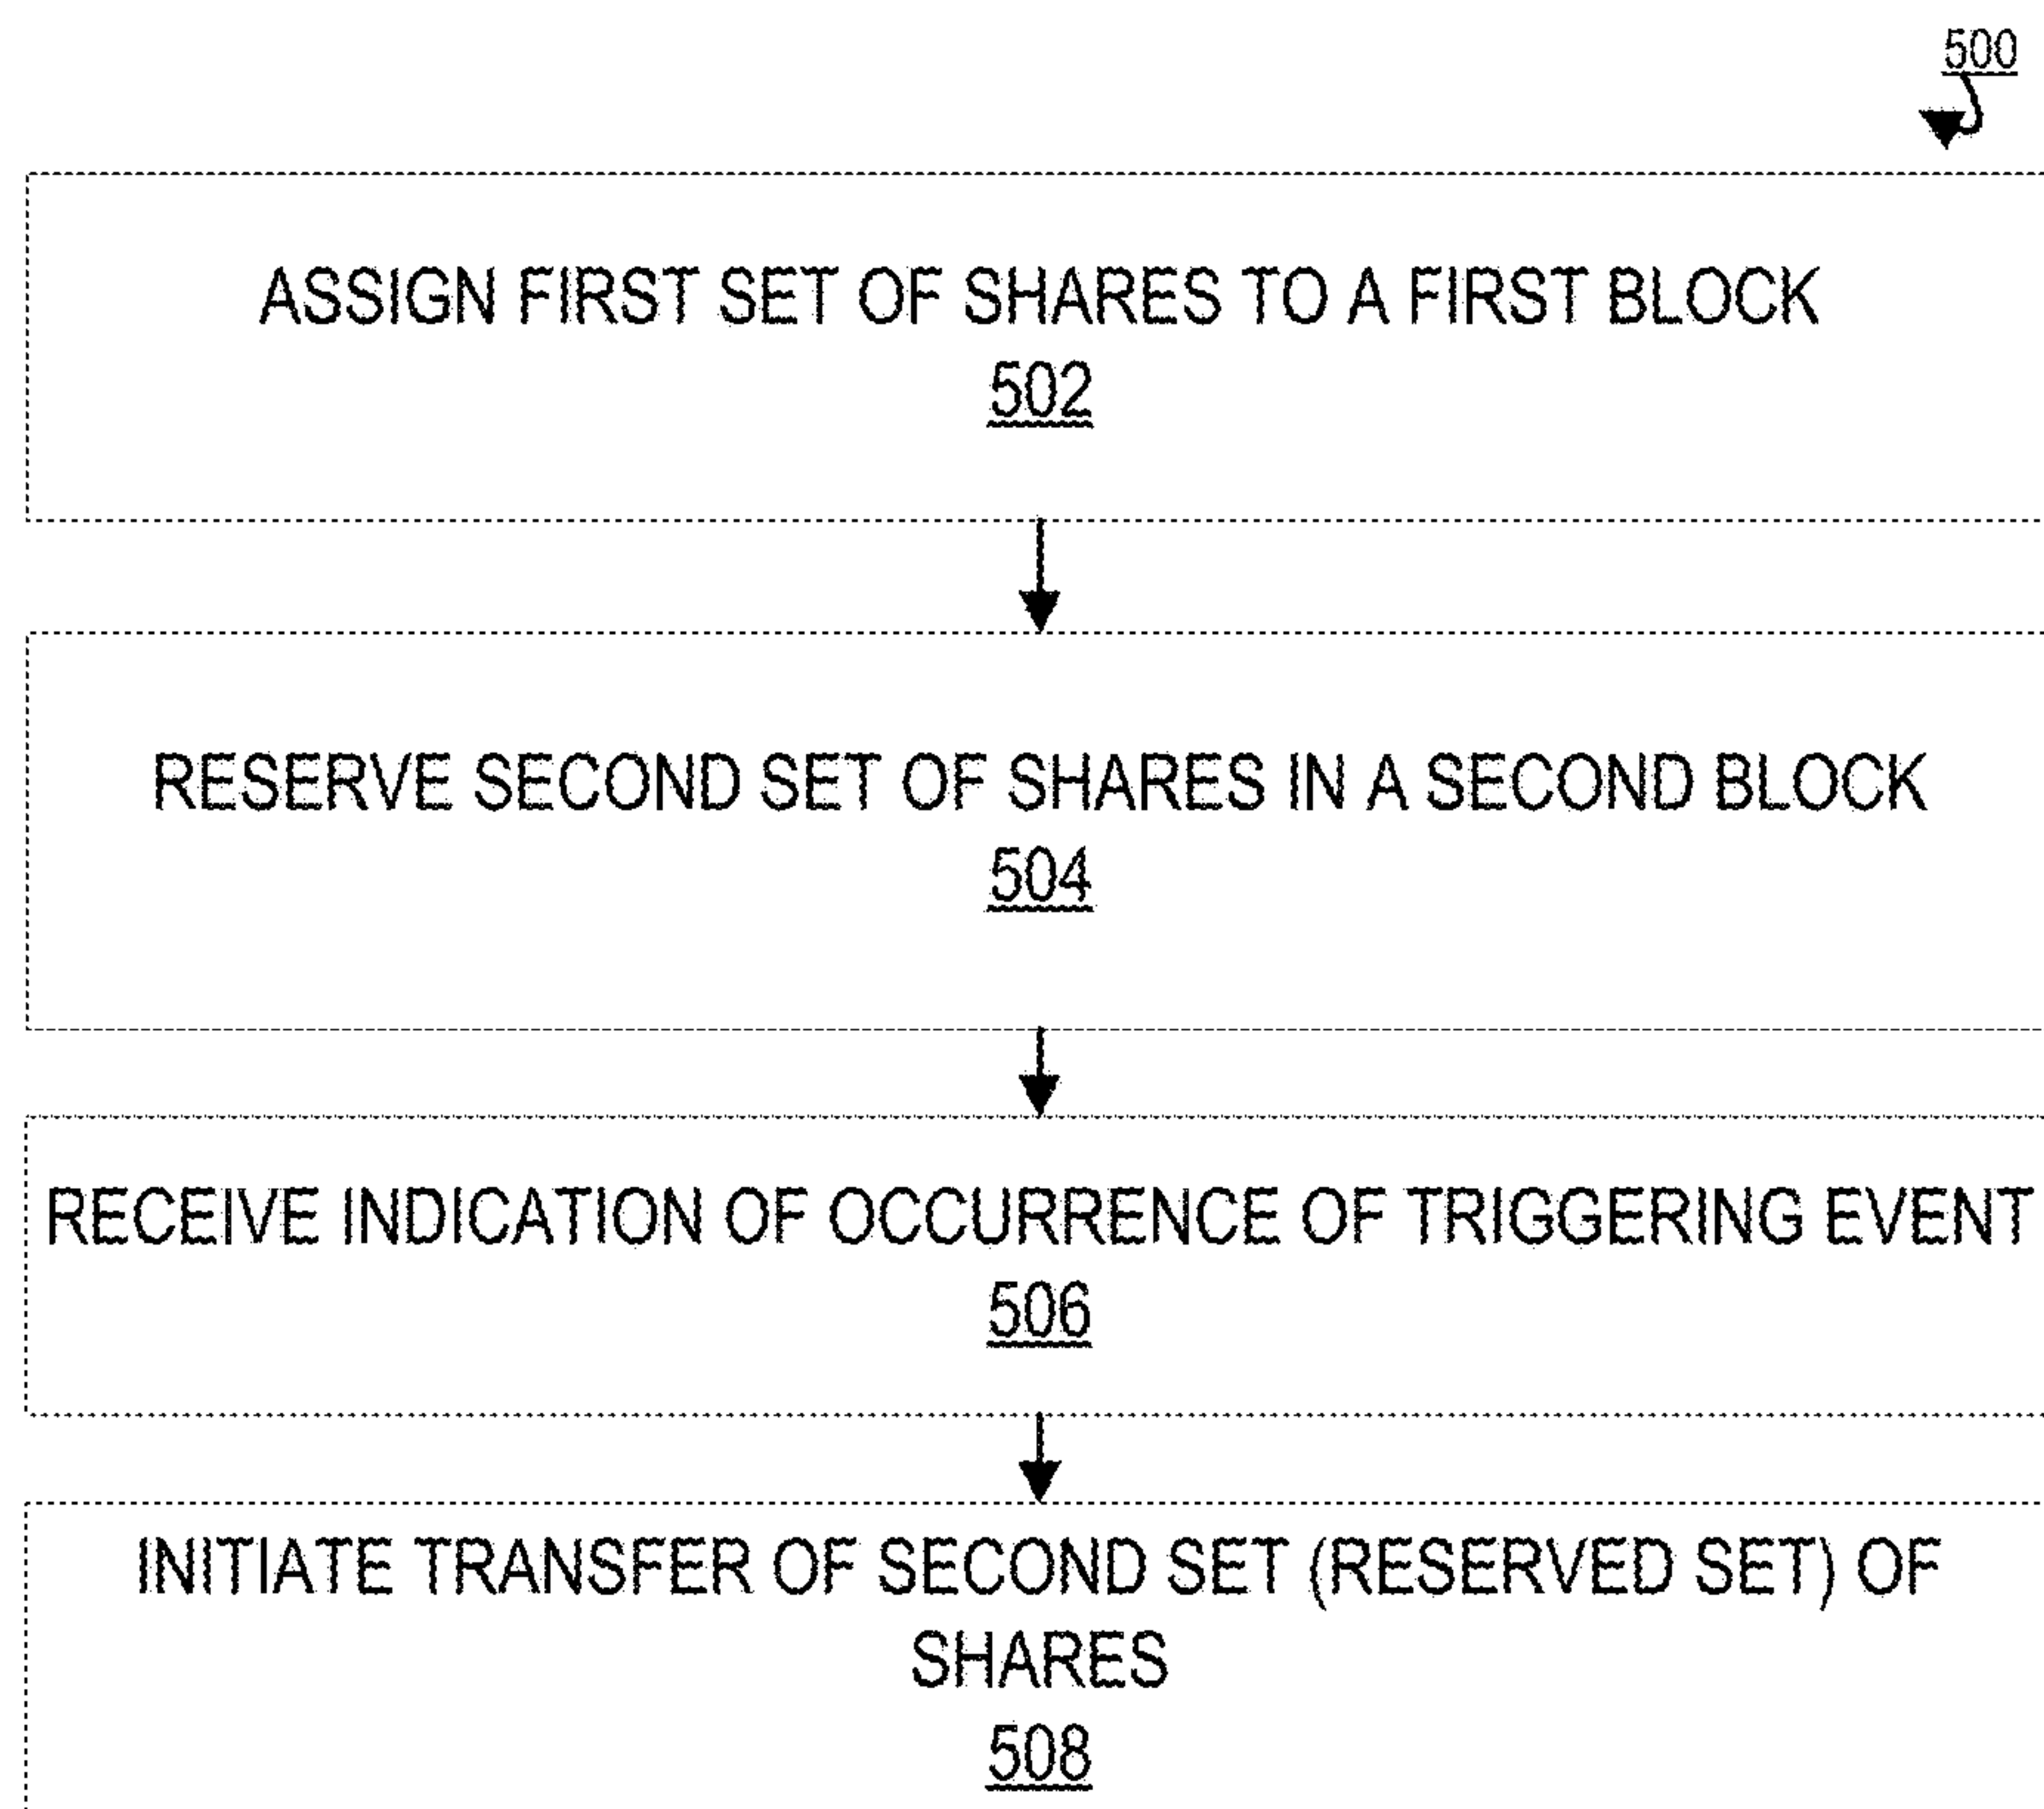 500
ASSIGN FIRST SET OF SHARES TO A FIRST BLOCK
502
RESERVE SECOND SET OF SHARES IN A SECOND BLOCK
504
RECEIVE INDICATION OF OCCURRENCE OF TRIGGERING EVENT
506
INITIATE TRANSFER OF SECOND SET (RESERVED SET) OF
SHARES
508